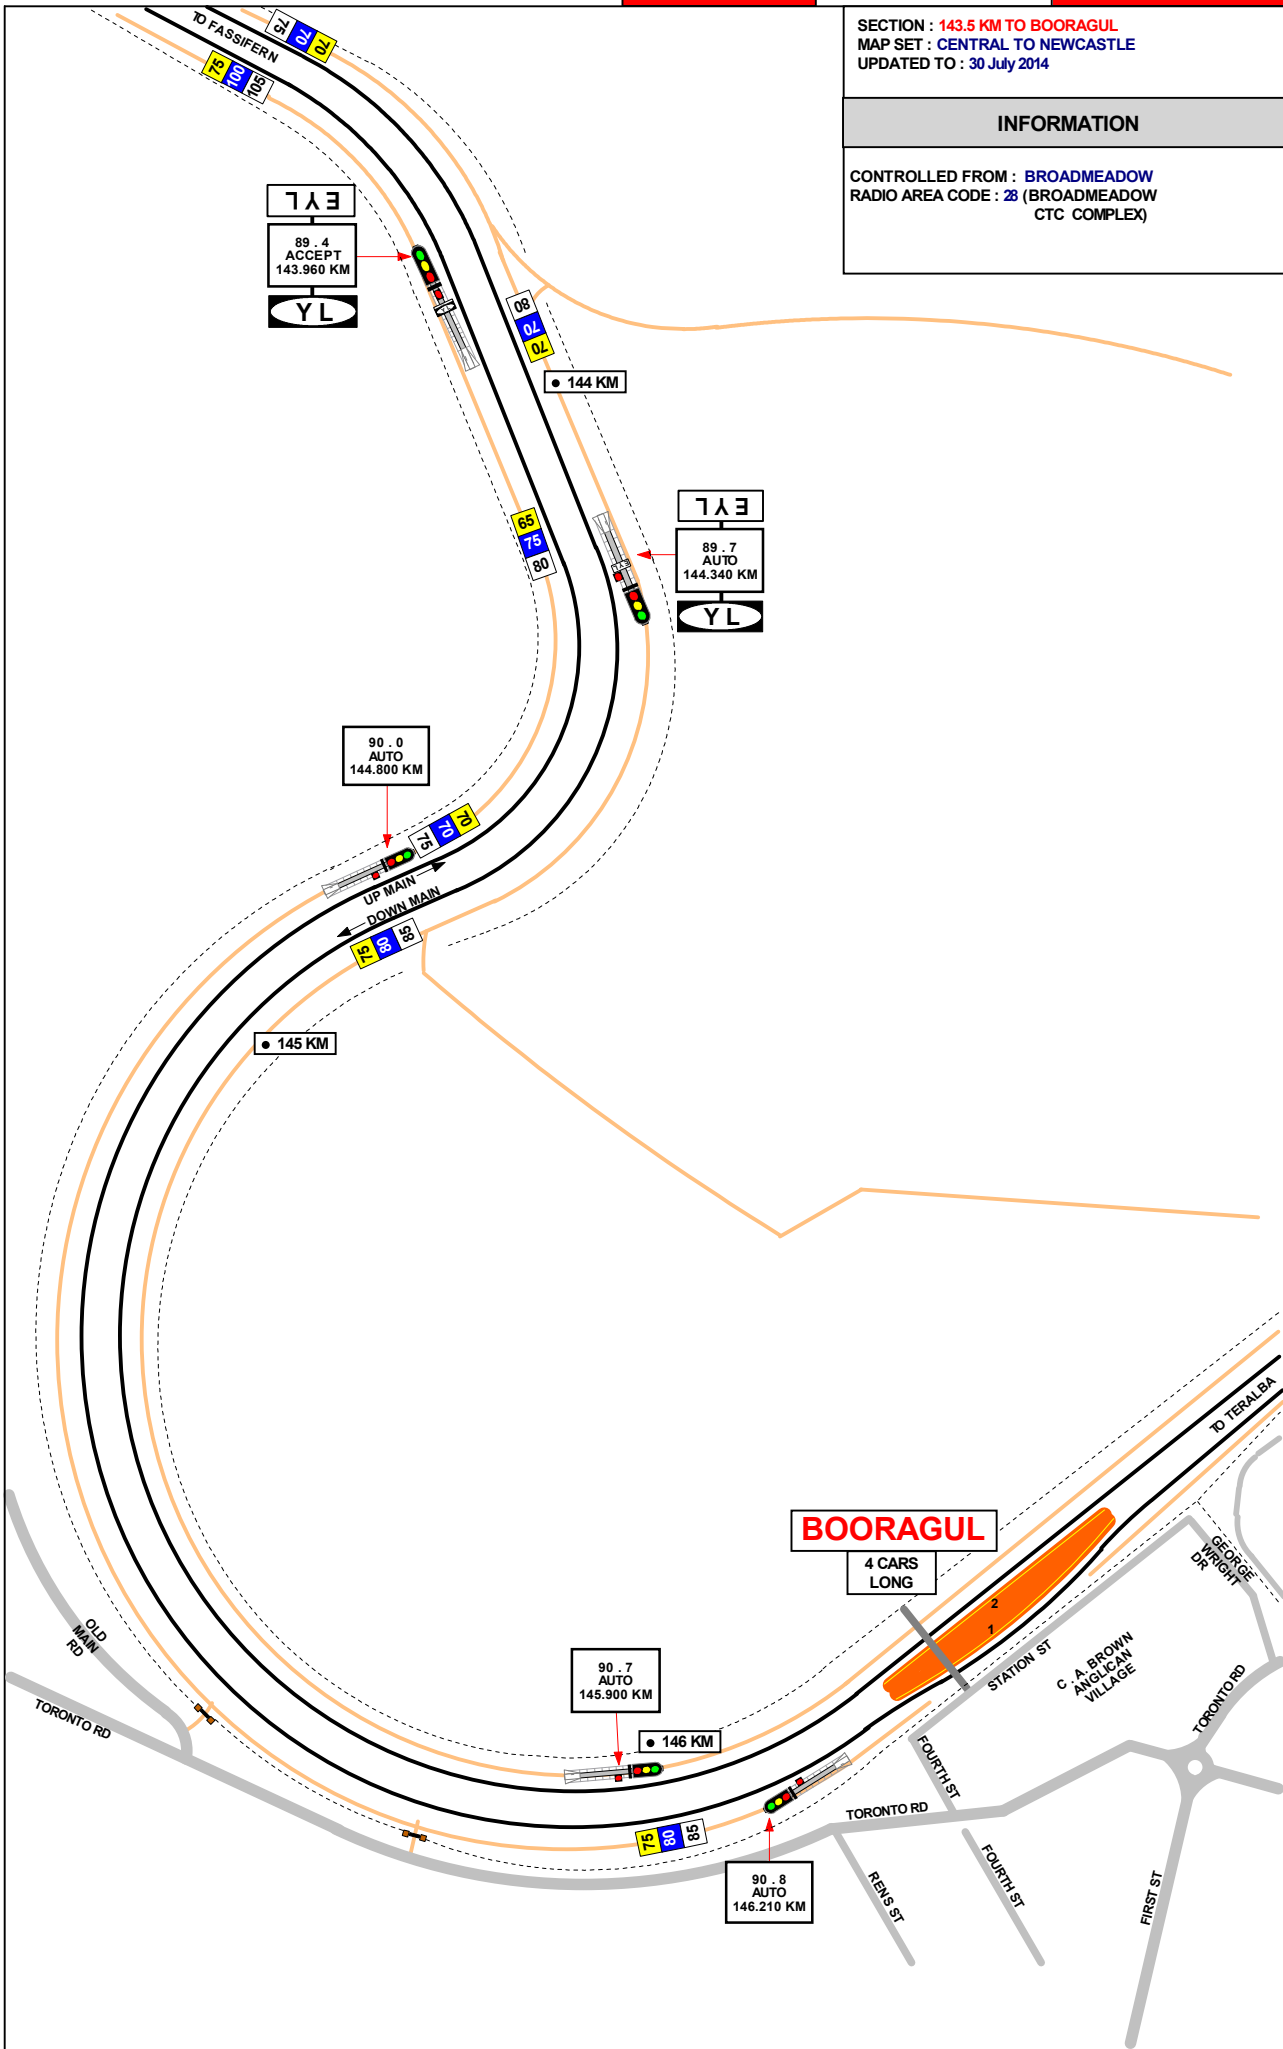 SECTION : 143.5 KM TO BOORAGUL
MAP SET : CENTRAL TO NEWCASTLE
UPDATED TO : 30 July 2014
INFORMATION
CONTROLLED FROM : BROADMEADOW
RADIO AREA CODE : 28 (BROADMEADOW
CTC COMPLEX)
TO FASSIFERN
75 70 70
75 100 105
EYL
89 . 4
ACCEPT
143.960 KM
YL
80
70
70
144 KM
EYL
89 . 7
AUTO
144.340 KM
YL
65
75
80
90 . 0
AUTO
144.800 KM
75 70 70
UP MAIN
DOWN MAIN
75 80 85
145 KM
TO TERALBA
BOORAGUL
4 CARS
LONG
2
1
GEORGE
WRIGHT
DR
STATION ST
C . A. BROWN
ANGLICAN
VILLAGE
TORONTO RD
OLD
MAIN
RD
TORONTO RD
90 . 7
AUTO
145.900 KM
146 KM
FOURTH ST
TORONTO RD
75 80 85
90 . 8
AUTO
146.210 KM
RENS ST
FOURTH ST
FIRST ST